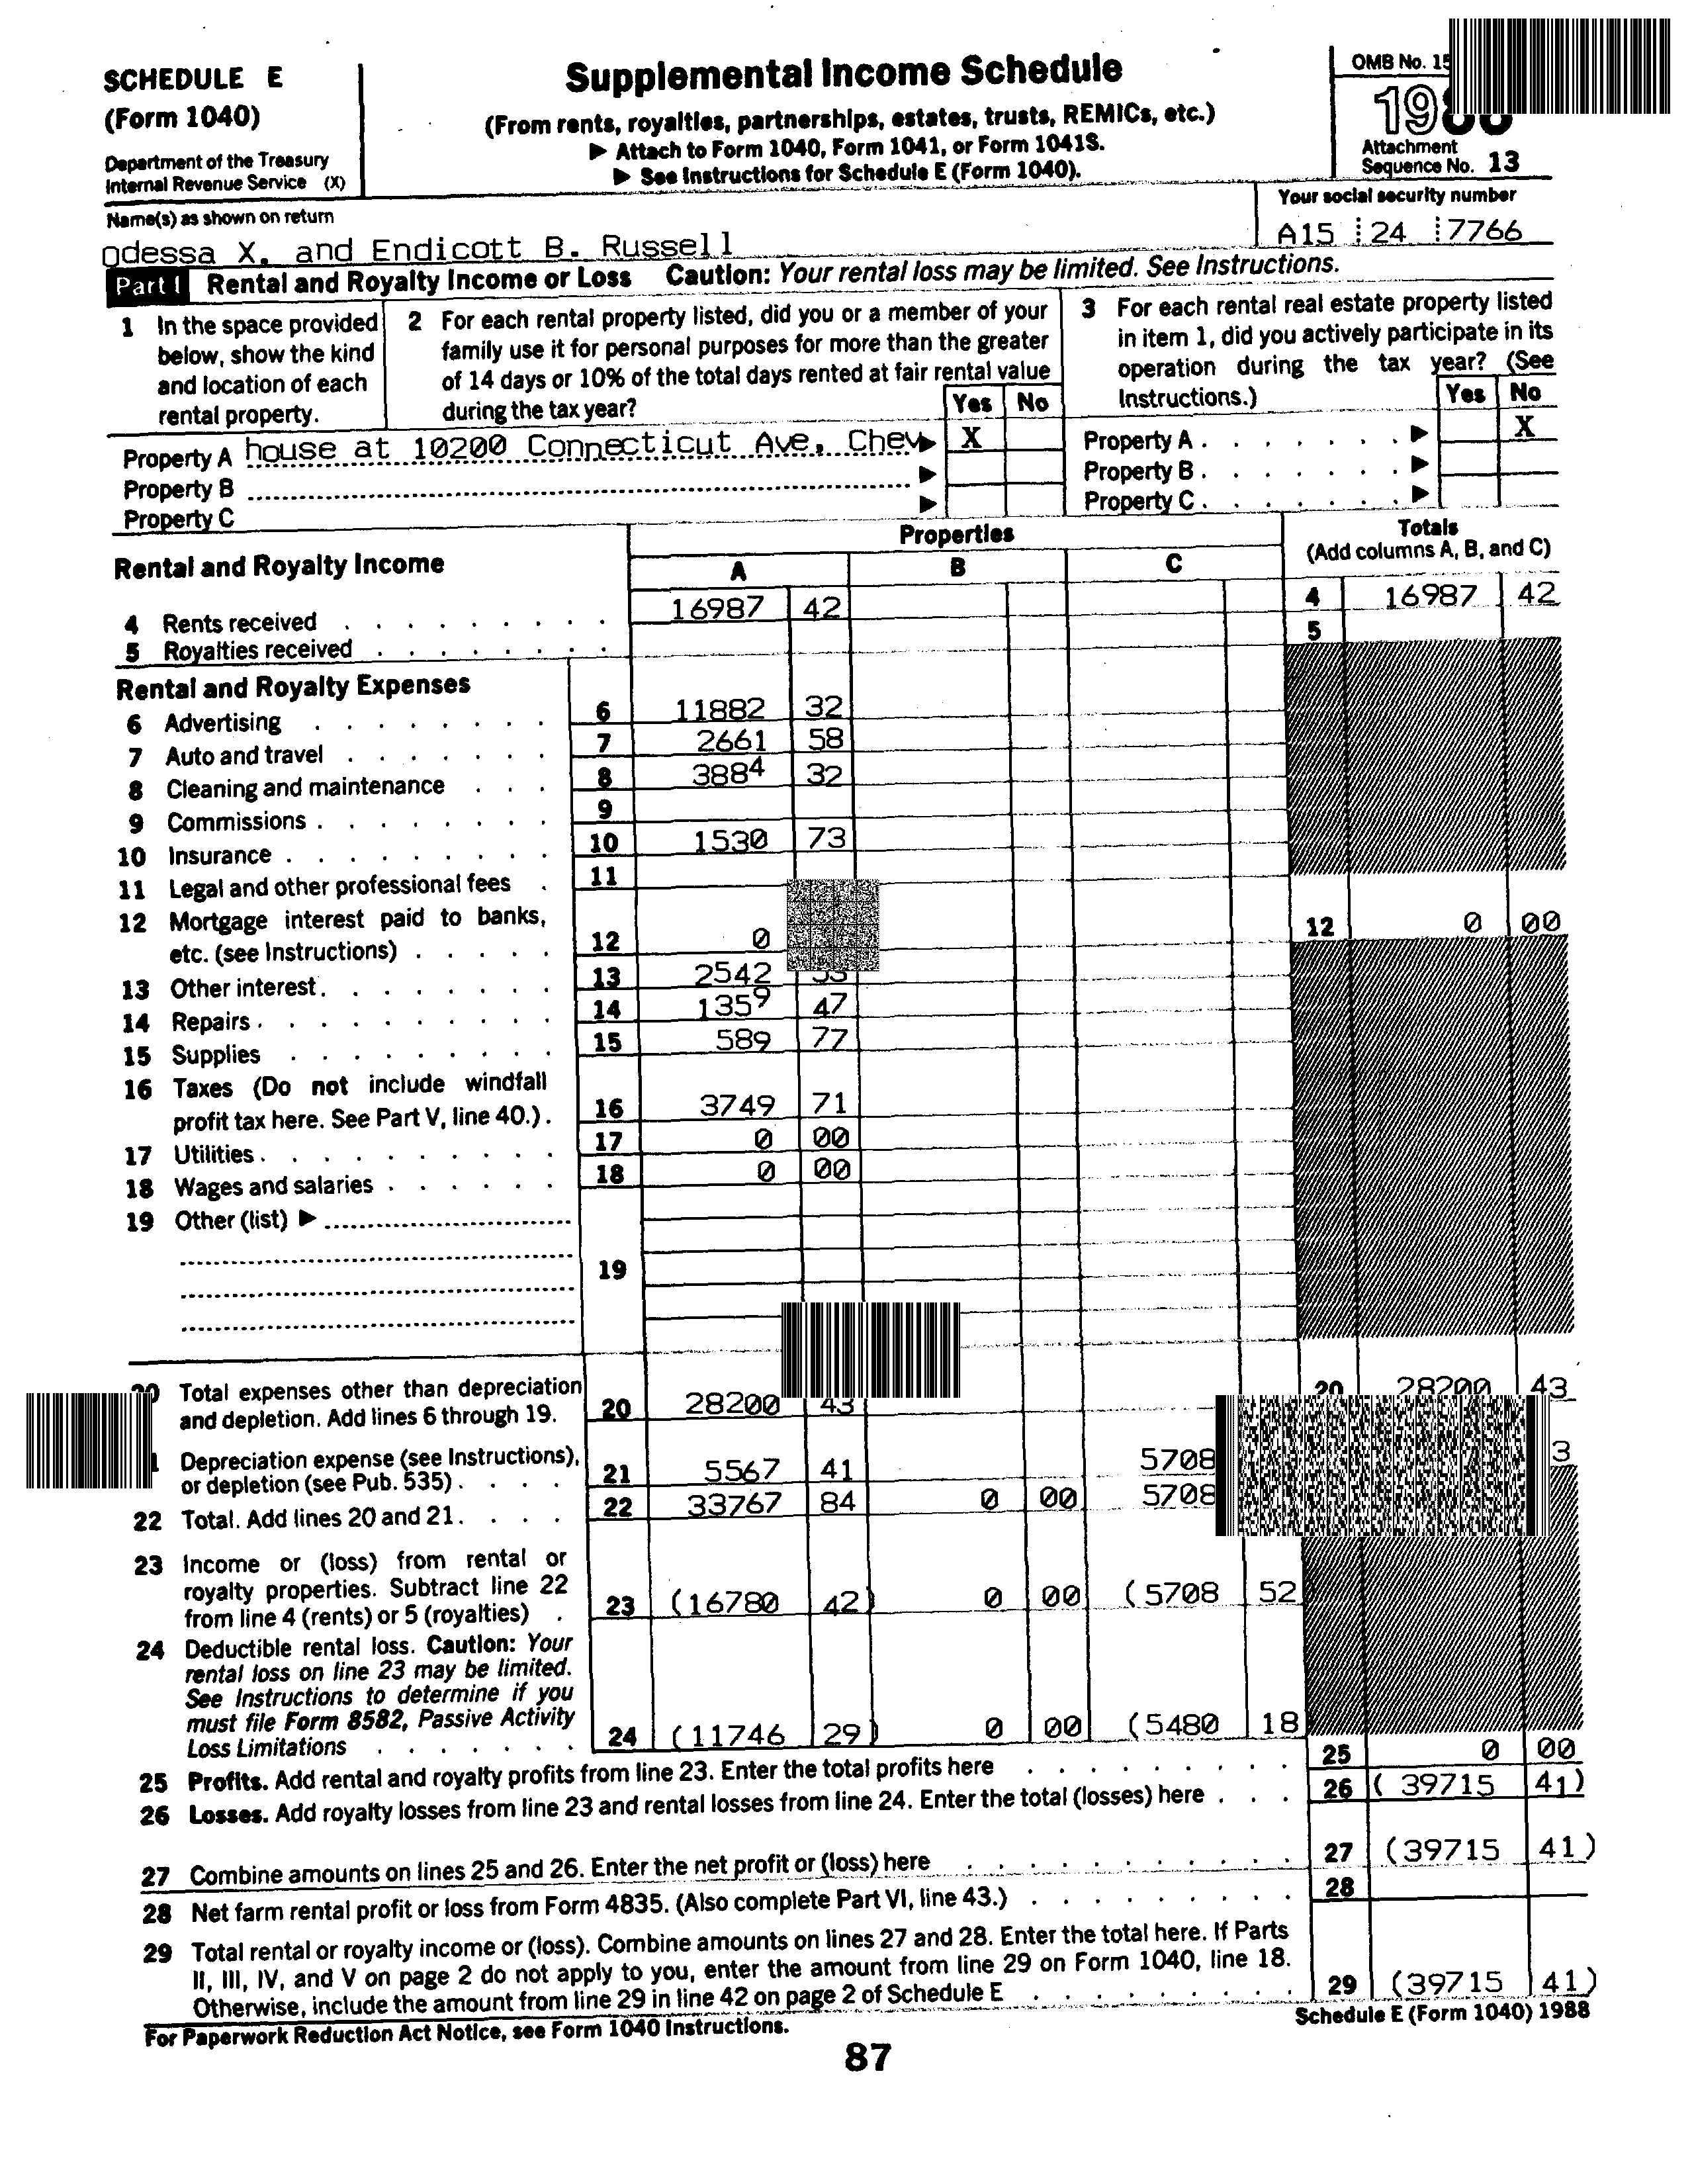 SCHEDULE E
(Form 1040)
Department of the Treasury
Internal Revenue Service (X)
Supplemental Income Schedule
(From rents, royalties, partnerships, estates, trusts, REMICs, etc.)
▶ Attach to Form 1040, Form 1041, or Form 1041S.
▶ See Instructions for Schedule E (Form 1040).
OMB No.
Attachment
Sequence No. 13
Name(s) as shown on return
Odessa X. and Endicott B. Russell
Your social security number
A15 24 7766
Part I Rental and Royalty Income or Loss Caution: Your rental loss may be limited. See Instructions.
1 In the space provided
below, show the kind
and location of each
rental property.
2 For each rental property listed, did you or a member of your
family use it for personal purposes for more than the greater
of 14 days or 10% of the total days rented at fair rental value
during the tax year?
Yes No
3 For each rental real estate property listed
in item 1, did you actively participate in its
operation during the tax year? (See
Instructions.)
Yes No
Property A house at 10200 Connecticut Ave, Chev ▶ X
Property B ▶
Property C ▶
Property A ▶ X
Property B ▶
Property C ▶
Rental and Royalty Income
Properties
A B C
Totals
(Add columns A, B, and C)
4 Rents received 16987 42 4 16987 42
5 Royalties received 5
Rental and Royalty Expenses
6 Advertising 6 11882 32
7 Auto and travel 7 2661 58
8 Cleaning and maintenance 8 3884 32
9 Commissions 9
10 Insurance 10 1530 73
11 Legal and other professional fees 11
12 Mortgage interest paid to banks,
etc. (see Instructions) 12 0 12 0 00
13 Other interest 13 2542
14 Repairs 14 1359 47
15 Supplies 15 589 77
16 Taxes (Do not include windfall
profit tax here. See Part V, line 40.) 16 3749 71
17 Utilities 17 0 00
18 Wages and salaries 18 0 00
19 Other (list) ▶
19
Total expenses other than depreciation
and depletion. Add lines 6 through 19. 20 28200 43 20 28200 43
Depreciation expense (see Instructions),
or depletion (see Pub. 535) 21 5567 41 5708
22 Total. Add lines 20 and 21. 22 33767 84 0 00 5708
23 Income or (loss) from rental or
royalty properties. Subtract line 22
from line 4 (rents) or 5 (royalties) 23 (16780 42) 0 00 (5708 52
24 Deductible rental loss. Caution: Your
rental loss on line 23 may be limited.
See Instructions to determine if you
must file Form 8582, Passive Activity
Loss Limitations 24 (11746 29) 0 00 (5480 18
25 Profits. Add rental and royalty profits from line 23. Enter the total profits here 25 0 00
26 Losses. Add royalty losses from line 23 and rental losses from line 24. Enter the total (losses) here 26 (39715 41)
27 Combine amounts on lines 25 and 26. Enter the net profit or (loss) here 27 (39715 41)
28 Net farm rental profit or loss from Form 4835. (Also complete Part VI, line 43.) 28
29 Total rental or royalty income or (loss). Combine amounts on lines 27 and 28. Enter the total here. If Parts
II, III, IV, and V on page 2 do not apply to you, enter the amount from line 29 on Form 1040, line 18.
Otherwise, include the amount from line 29 in line 42 on page 2 of Schedule E 29 (39715 41)
For Paperwork Reduction Act Notice, see Form 1040 Instructions.
Schedule E (Form 1040) 1988
87